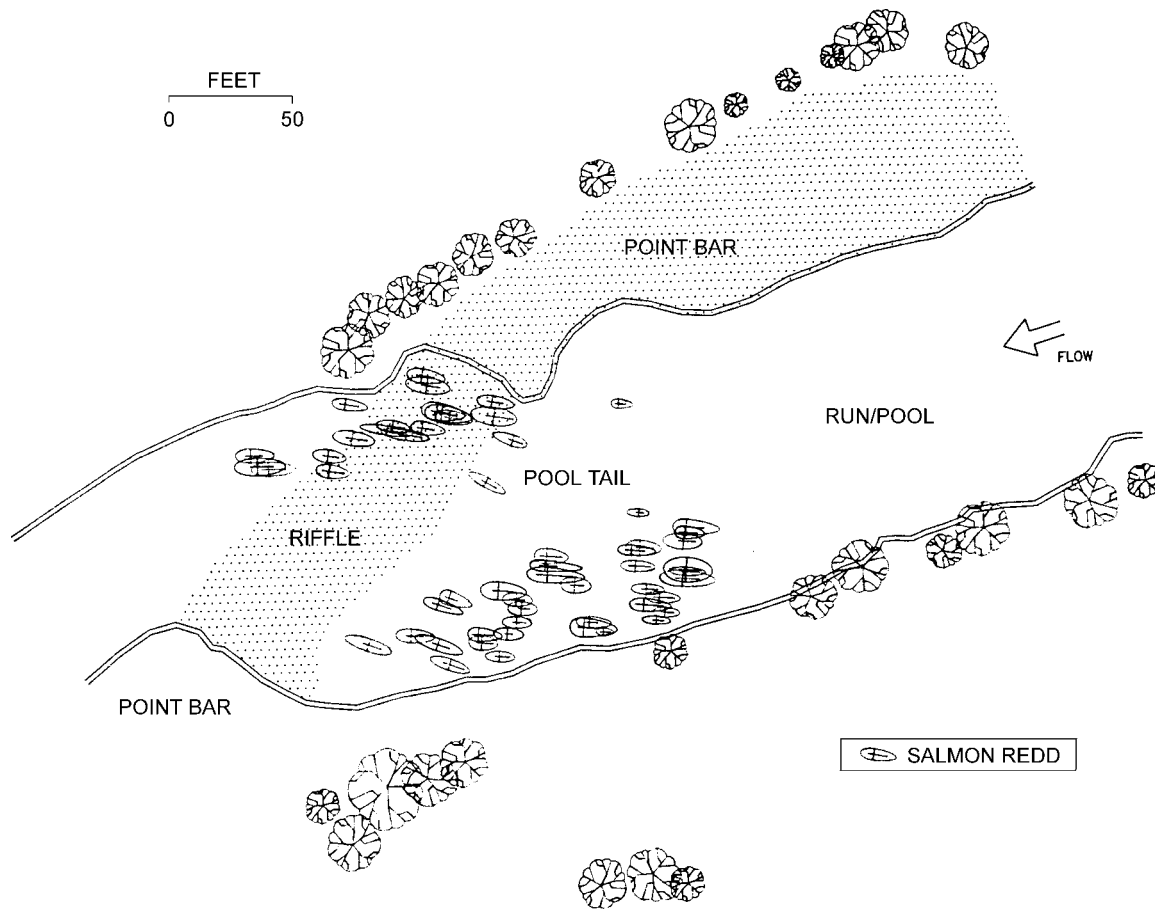 FEET
0 50
POINT BAR
FLOW
RUN/POOL
POOL TAIL
RIFFLE
POINT BAR
SALMON REDD